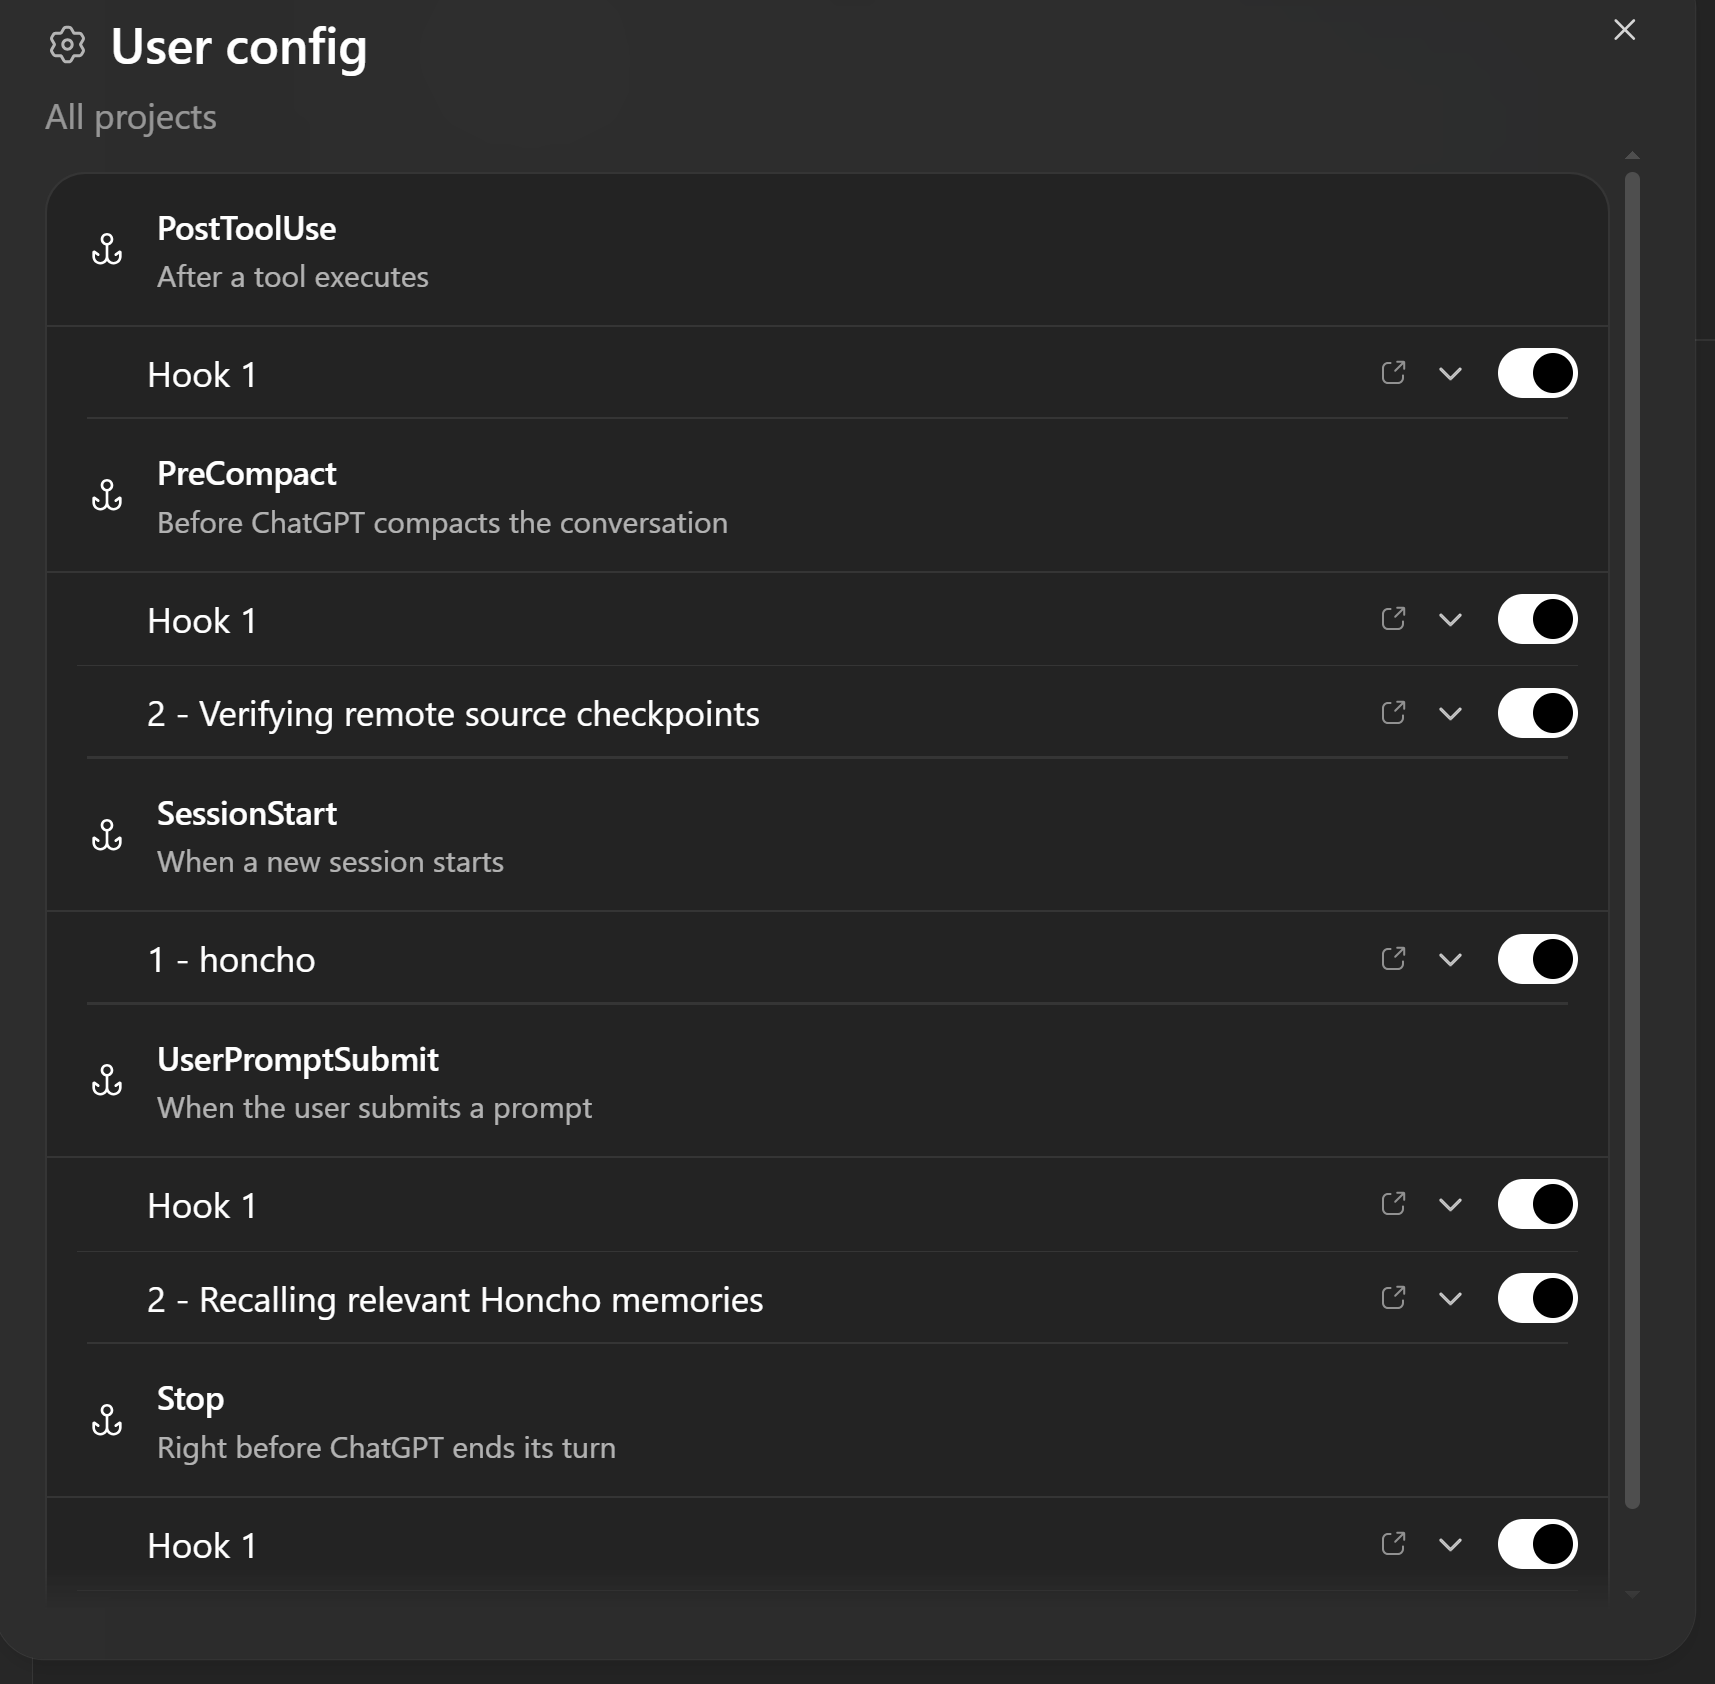 User config
All projects
PostToolUse
After a tool executes
Hook 1
PreCompact
Before ChatGPT compacts the conversation
Hook 1
2 - Verifying remote source checkpoints
SessionStart
When a new session starts
1 - honcho
UserPromptSubmit
When the user submits a prompt
Hook 1
2 - Recalling relevant Honcho memories
Stop
Right before ChatGPT ends its turn
Hook 1